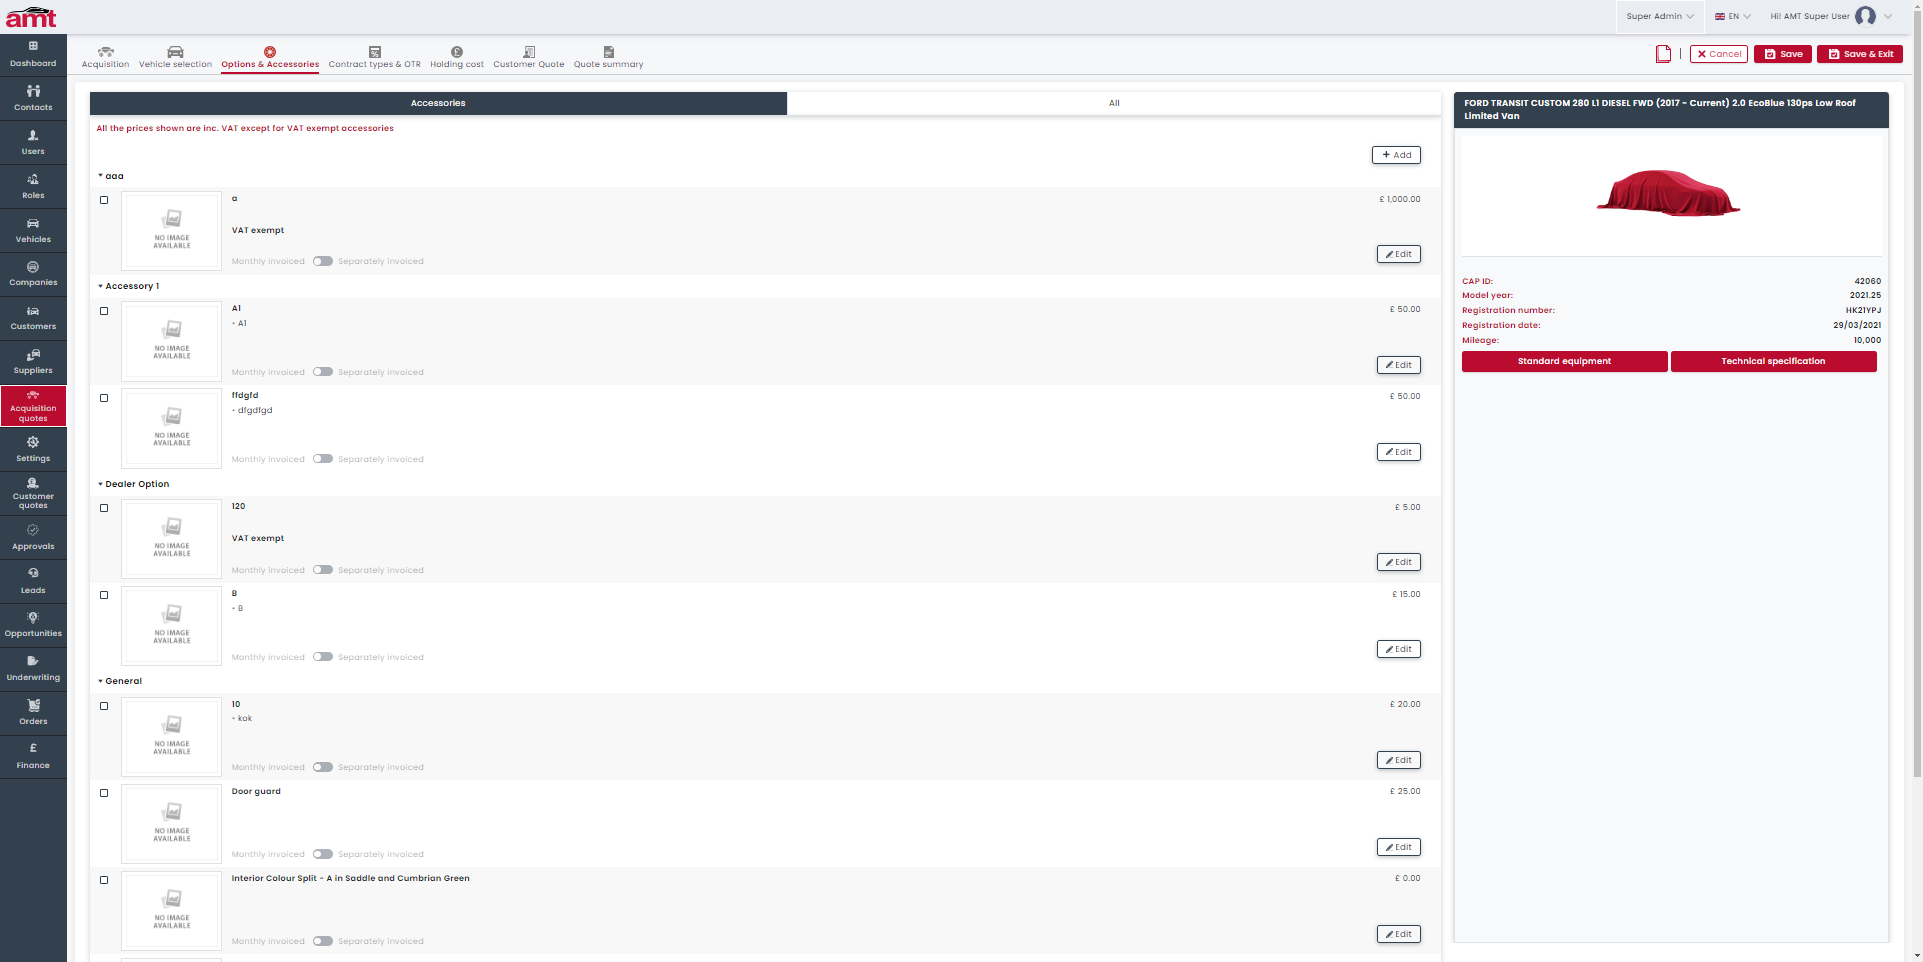 amt
Super Admin
EN
Hi! AMT Super User
Dashboard
Contacts
Users
Roles
Vehicles
Companies
Customers
Suppliers
Acquisition
quotes
Settings
Customer
quotes
Approvals
Leads
Opportunities
Underwriting
Orders
£
Finance
Acquisition
Vehicle selection
Options & Accessories
Contract types & OTR
Holding cost
Customer Quote
Quote summary
Cancel
Save
Save & Exit
Accessories
All
All the prices shown are inc. VAT except for VAT exempt accessories
+ Add
aaa
NO IMAGE
AVAILABLE
a
£ 1,000.00
VAT exempt
Monthly invoiced Separately invoiced
Edit
Accessory 1
NO IMAGE
AVAILABLE
A1
£ 50.00
- A1
Monthly invoiced Separately invoiced
Edit
NO IMAGE
AVAILABLE
ffdgfd
£ 50.00
- dfgdfgd
Monthly invoiced Separately invoiced
Edit
Dealer Option
NO IMAGE
AVAILABLE
120
£ 5.00
VAT exempt
Monthly invoiced Separately invoiced
Edit
NO IMAGE
AVAILABLE
B
£ 15.00
- B
Monthly invoiced Separately invoiced
Edit
General
NO IMAGE
AVAILABLE
10
£ 20.00
- kok
Monthly invoiced Separately invoiced
Edit
NO IMAGE
AVAILABLE
Door guard
£ 25.00
Monthly invoiced Separately invoiced
Edit
NO IMAGE
AVAILABLE
Interior Colour Split - A in Saddle and Cumbrian Green
£ 0.00
Monthly invoiced Separately invoiced
Edit
FORD TRANSIT CUSTOM 280 L1 DIESEL FWD (2017 - Current) 2.0 EcoBlue 130ps Low Roof
Limited Van
CAP ID: 42060
Model year: 2021.25
Registration number: HK21YPJ
Registration date: 29/03/2021
Mileage: 10,000
Standard equipment
Technical specification